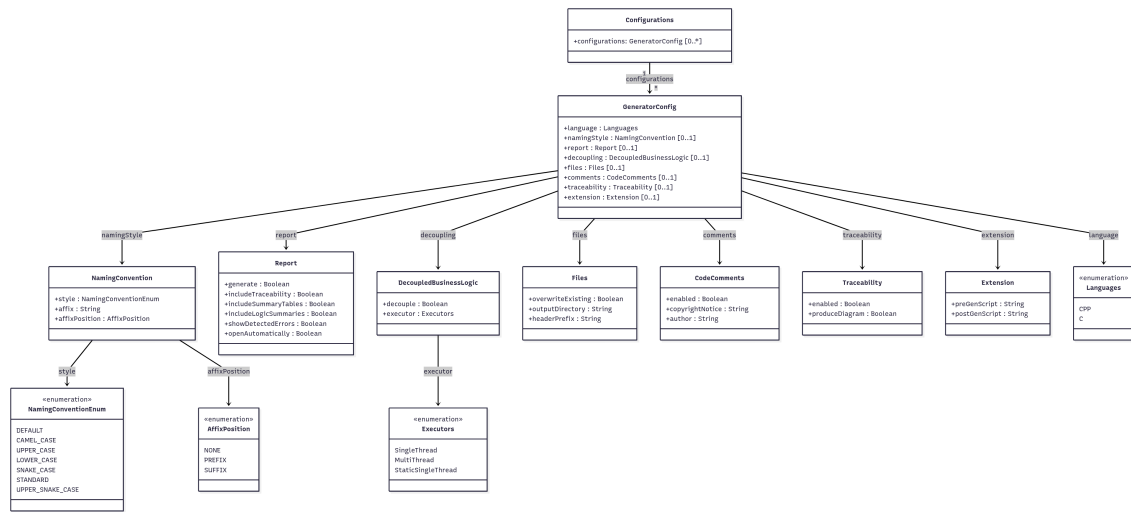 Configurations
+configurations: GeneratorConfig [0..*]
configurations
*
GeneratorConfig
+language : Languages
+namingStyle : NamingConvention [0..1]
+report : Report [0..1]
+decoupling : DecoupledBusinessLogic [0..1]
+files : Files [0..1]
+comments : CodeComments [0..1]
+traceability : Traceability [0..1]
+extension : Extension [0..1]
namingStyle
report
decoupling
files
comments
traceability
extension
language
NamingConvention
+style : NamingConventionEnum
+affix : String
+affixPosition : AffixPosition
Report
+generate : Boolean
+includeTraceability : Boolean
+includeSummaryTables : Boolean
+includeLogicSummaries : Boolean
+showDetectedErrors : Boolean
+openAutomatically : Boolean
DecoupledBusinessLogic
+decouple : Boolean
+executor : Executors
Files
+overwriteExisting : Boolean
+outputDirectory : String
+headerPrefix : String
CodeComments
+enabled : Boolean
+copyrightNotice : String
+author : String
Traceability
+enabled : Boolean
+produceDiagram : Boolean
Extension
+preGenScript : String
+postGenScript : String
«enumeration»
Languages
CPP
C
style
affixPosition
executor
«enumeration»
NamingConventionEnum
DEFAULT
CAMEL_CASE
UPPER_CASE
LOWER_CASE
SNAKE_CASE
STANDARD
UPPER_SNAKE_CASE
«enumeration»
AffixPosition
NONE
PREFIX
SUFFIX
«enumeration»
Executors
SingleThread
MultiThread
StaticSingleThread